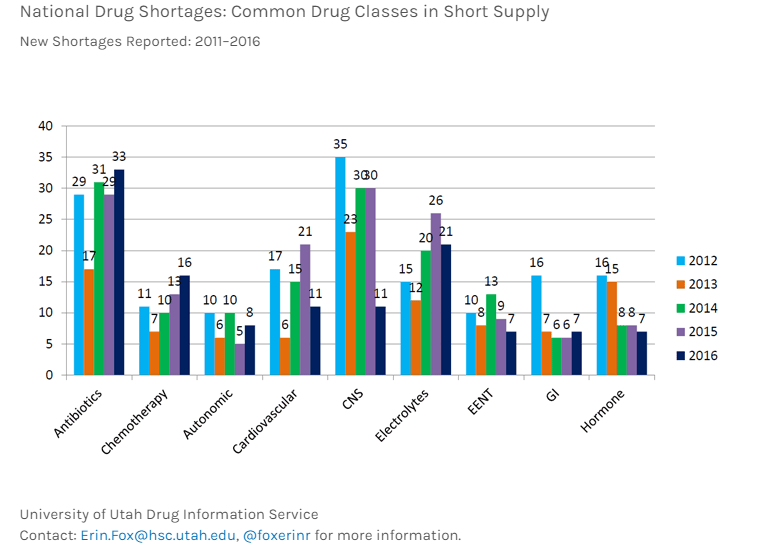 National Drug Shortages: Common Drug Classes in Short Supply
New Shortages Reported: 2011–2016
40
35
30
25
20
15
10
5
0
29 17 31 29 33
11 7 10 13 16
10 6 10 5 8
17 6 15 21 11
35 23 30 30 11
15 12 20 26 21
10 8 13 9 7
16 7 6 6 7
16 15 8 8 7
Antibiotics
Chemotherapy
Autonomic
Cardiovascular
CNS
Electrolytes
EENT
GI
Hormone
2012
2013
2014
2015
2016
University of Utah Drug Information Service
Contact: Erin.Fox@hsc.utah.edu, @foxerinr for more information.